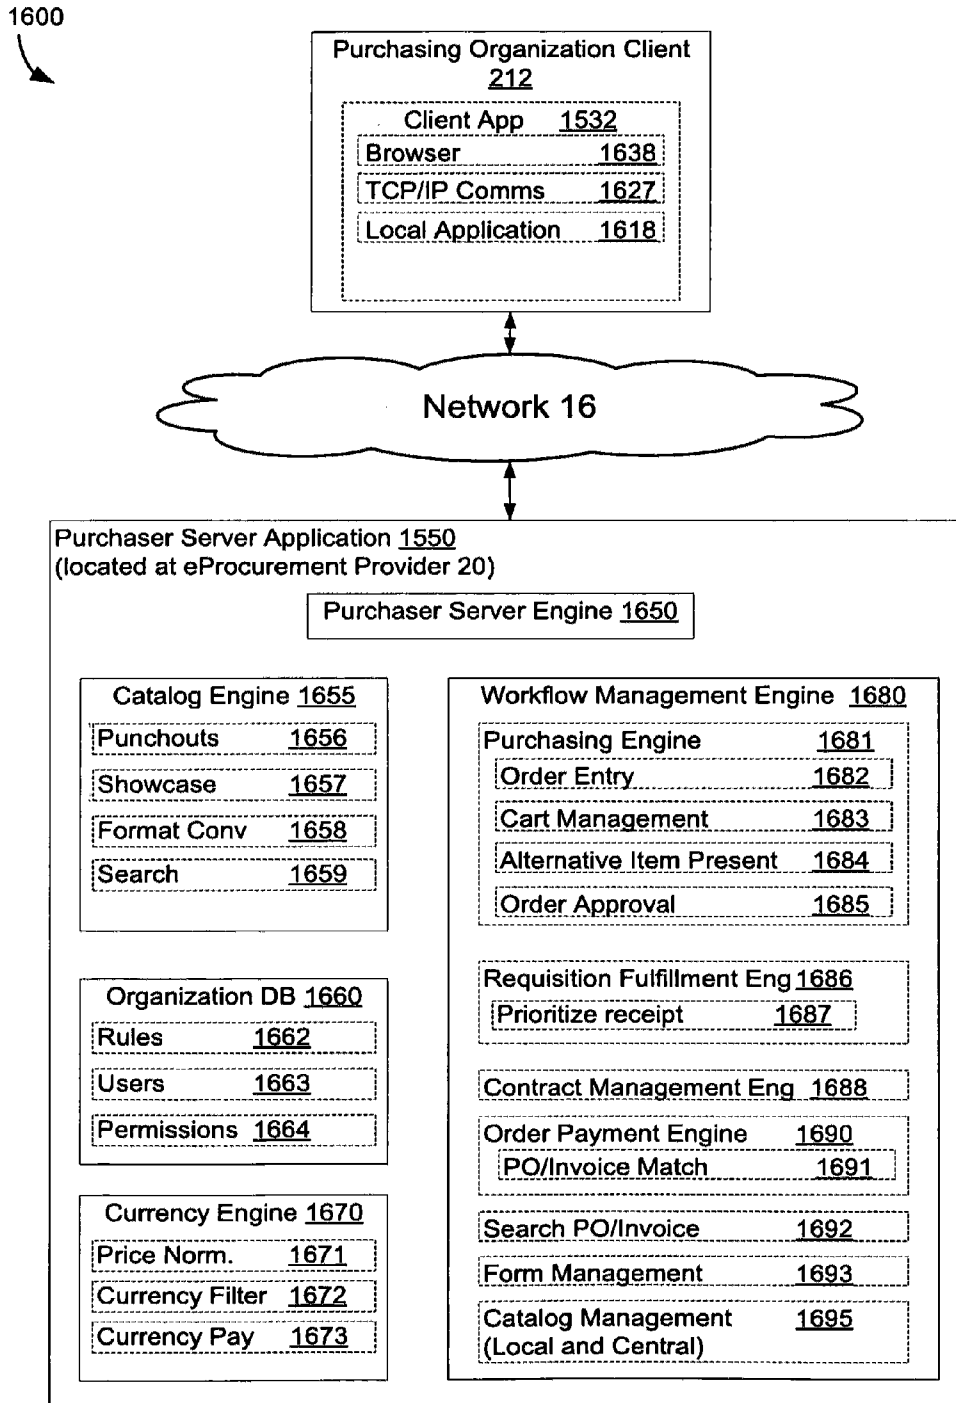 1600
Purchasing Organization Client
212
Client App 1532
Browser 1638
TCP/IP Comms 1627
Local Application 1618
Network 16
Purchaser Server Application 1550
(located at eProcurement Provider 20)
Purchaser Server Engine 1650
Catalog Engine 1655
Punchouts 1656
Showcase 1657
Format Conv 1658
Search 1659
Organization DB 1660
Rules 1662
Users 1663
Permissions 1664
Currency Engine 1670
Price Norm. 1671
Currency Filter 1672
Currency Pay 1673
Workflow Management Engine 1680
Purchasing Engine 1681
Order Entry 1682
Cart Management 1683
Alternative Item Present 1684
Order Approval 1685
Requisition Fulfillment Eng 1686
Prioritize receipt 1687
Contract Management Eng 1688
Order Payment Engine 1690
PO/Invoice Match 1691
Search PO/Invoice 1692
Form Management 1693
Catalog Management 1695
(Local and Central)